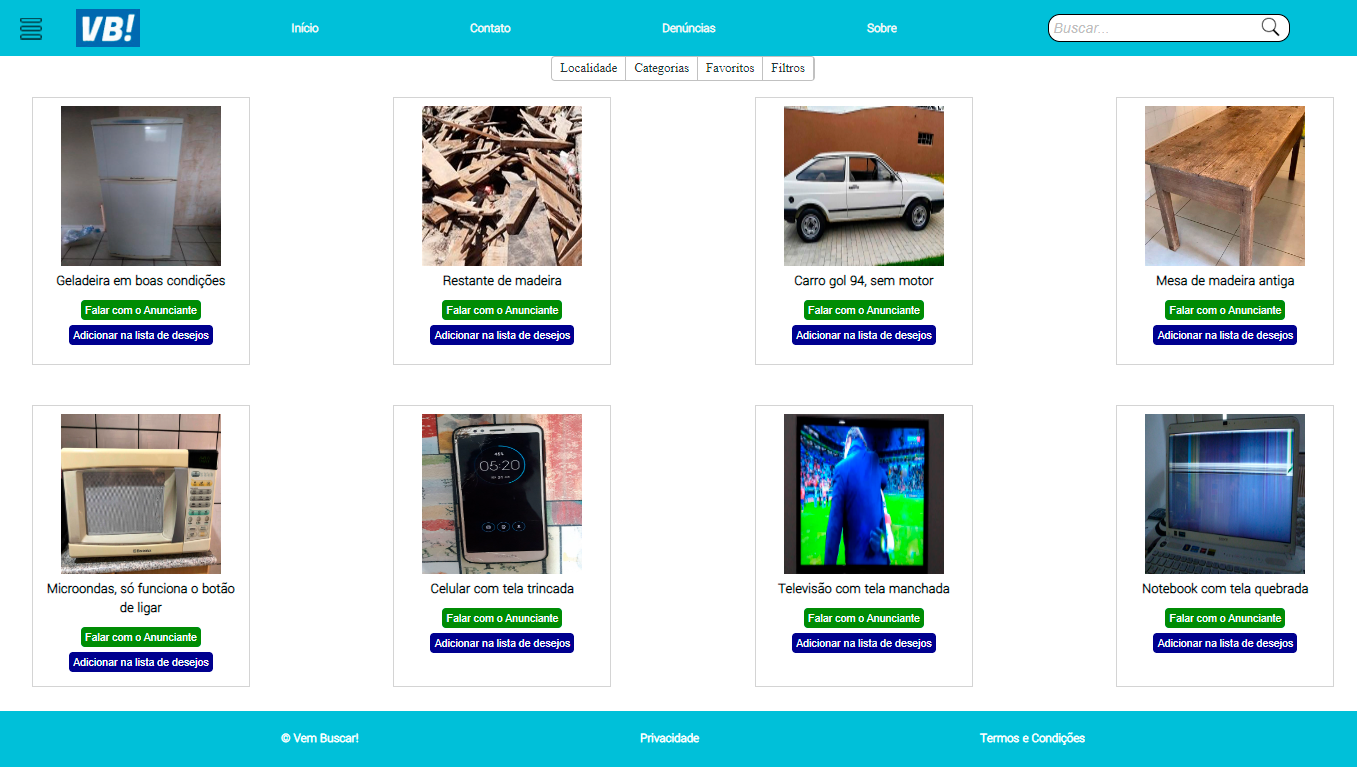 VB!
Início
Contato
Denúncias
Sobre
Buscar...
Localidade
Categorias
Favoritos
Filtros
Geladeira em boas condições
Falar com o Anunciante
Adicionar na lista de desejos
Restante de madeira
Falar com o Anunciante
Adicionar na lista de desejos
Carro gol 94, sem motor
Falar com o Anunciante
Adicionar na lista de desejos
Mesa de madeira antiga
Falar com o Anunciante
Adicionar na lista de desejos
Microondas, só funciona o botão
de ligar
Falar com o Anunciante
Adicionar na lista de desejos
46%
05:20
Celular com tela trincada
Falar com o Anunciante
Adicionar na lista de desejos
Televisão com tela manchada
Falar com o Anunciante
Adicionar na lista de desejos
Notebook com tela quebrada
Falar com o Anunciante
Adicionar na lista de desejos
© Vem Buscar!
Privacidade
Termos e Condições